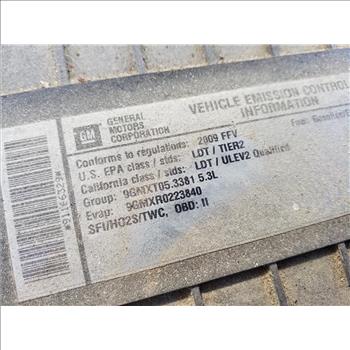 GM
GENERAL
MOTORS
CORPORATION
VEHICLE EMISSION CONTROL
INFORMATION
Conforms to regulations: 2009 FFV
U.S. EPA class / stds: LDT / TIER2
California class / stds: LDT / ULEV2 Qualified
Group: 9GMXT05.3381 5.3L
Evap: 9GMXR0223840
SFI/HO2S/TWC, OBD: II